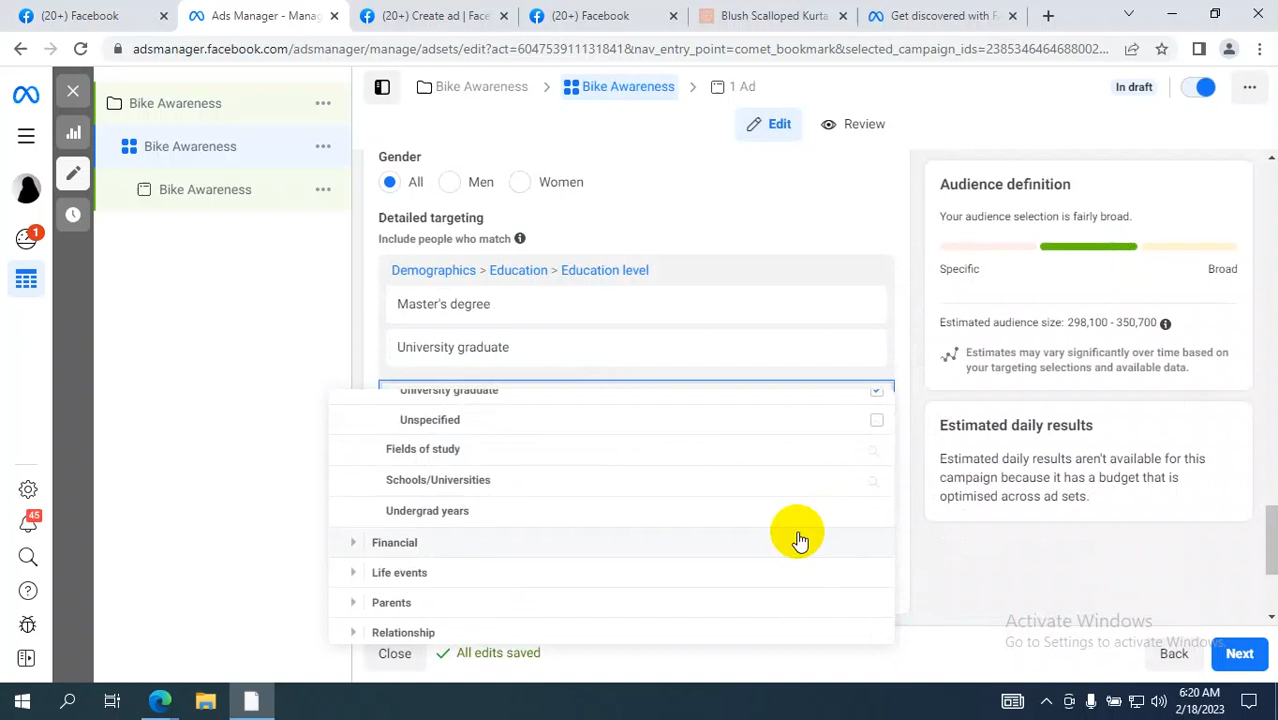 (20+) Facebook
Ads Manager - Manag
(20+) Create ad | Face
(20+) Facebook
Blush Scalloped Kurta
Get discovered with FA
adsmanager.facebook.com/adsmanager/manage/adsets/edit?act=604753911131841&nav_entry_point=comet_bookmark&selected_campaign_ids=23853464646880 02...
Bike Awareness
Bike Awareness
Bike Awareness
Bike Awareness
Bike Awareness
1 Ad
In draft
Edit
Review
1
45
Gender
All
Men
Women
Detailed targeting
Include people who match
Demographics > Education > Education level
Master's degree
University graduate
University graduate
Unspecified
Fields of study
Schools/Universities
Undergrad years
Financial
Life events
Parents
Relationship
Close
All edits saved
Audience definition
Your audience selection is fairly broad.
Specific
Broad
Estimated audience size: 298,100 - 350,700
Estimates may vary significantly over time based on
your targeting selections and available data.
Estimated daily results
Estimated daily results aren't available for this
campaign because it has a budget that is
optimised across ad sets.
Activate Windows
Go to Settings to activate Windows.
Back
Next
6:20 AM
2/18/2023